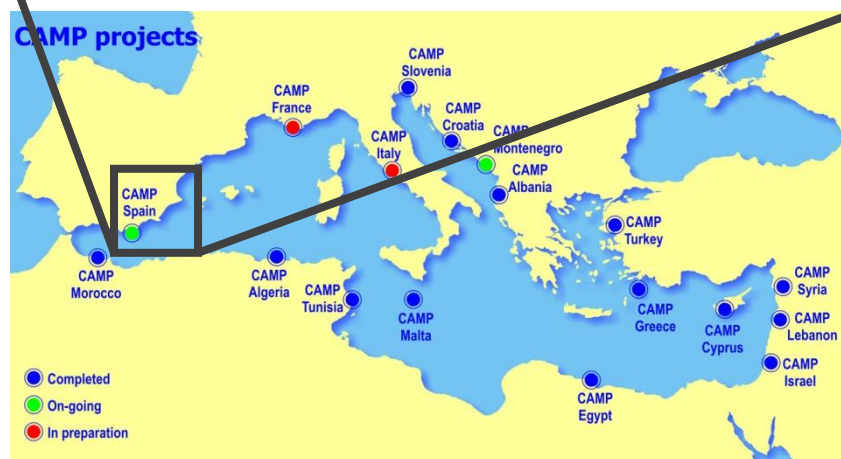 CAMP projects
CAMP
Slovenia
CAMP
France
CAMP
Croatia
CAMP
Italy
CAMP
Montenegro
CAMP
Albania
CAMP
Spain
CAMP
Turkey
CAMP
Morocco
CAMP
Algeria
CAMP
Tunisia
CAMP
Malta
CAMP
Greece
CAMP
Cyprus
CAMP
Syria
CAMP
Lebanon
CAMP
Israel
CAMP
Egypt
Completed
On-going
In preparation